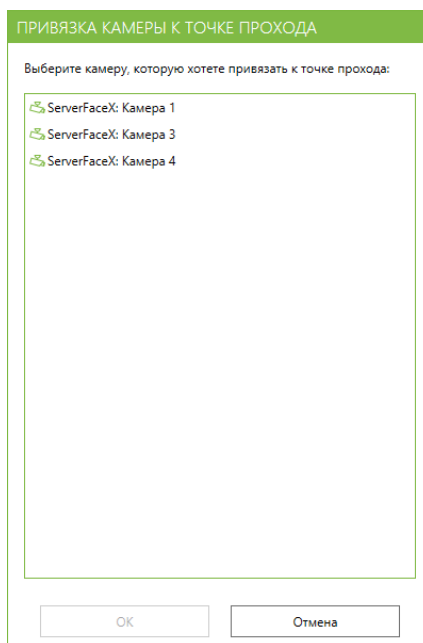 ПРИВЯЗКА КАМЕРЫ К ТОЧКЕ ПРОХОДА
Выберите камеру, которую хотете привязать к точке прохода:
ServerFaceX: Камера 1
ServerFaceX: Камера 3
ServerFaceX: Камера 4
ОК
Отмена